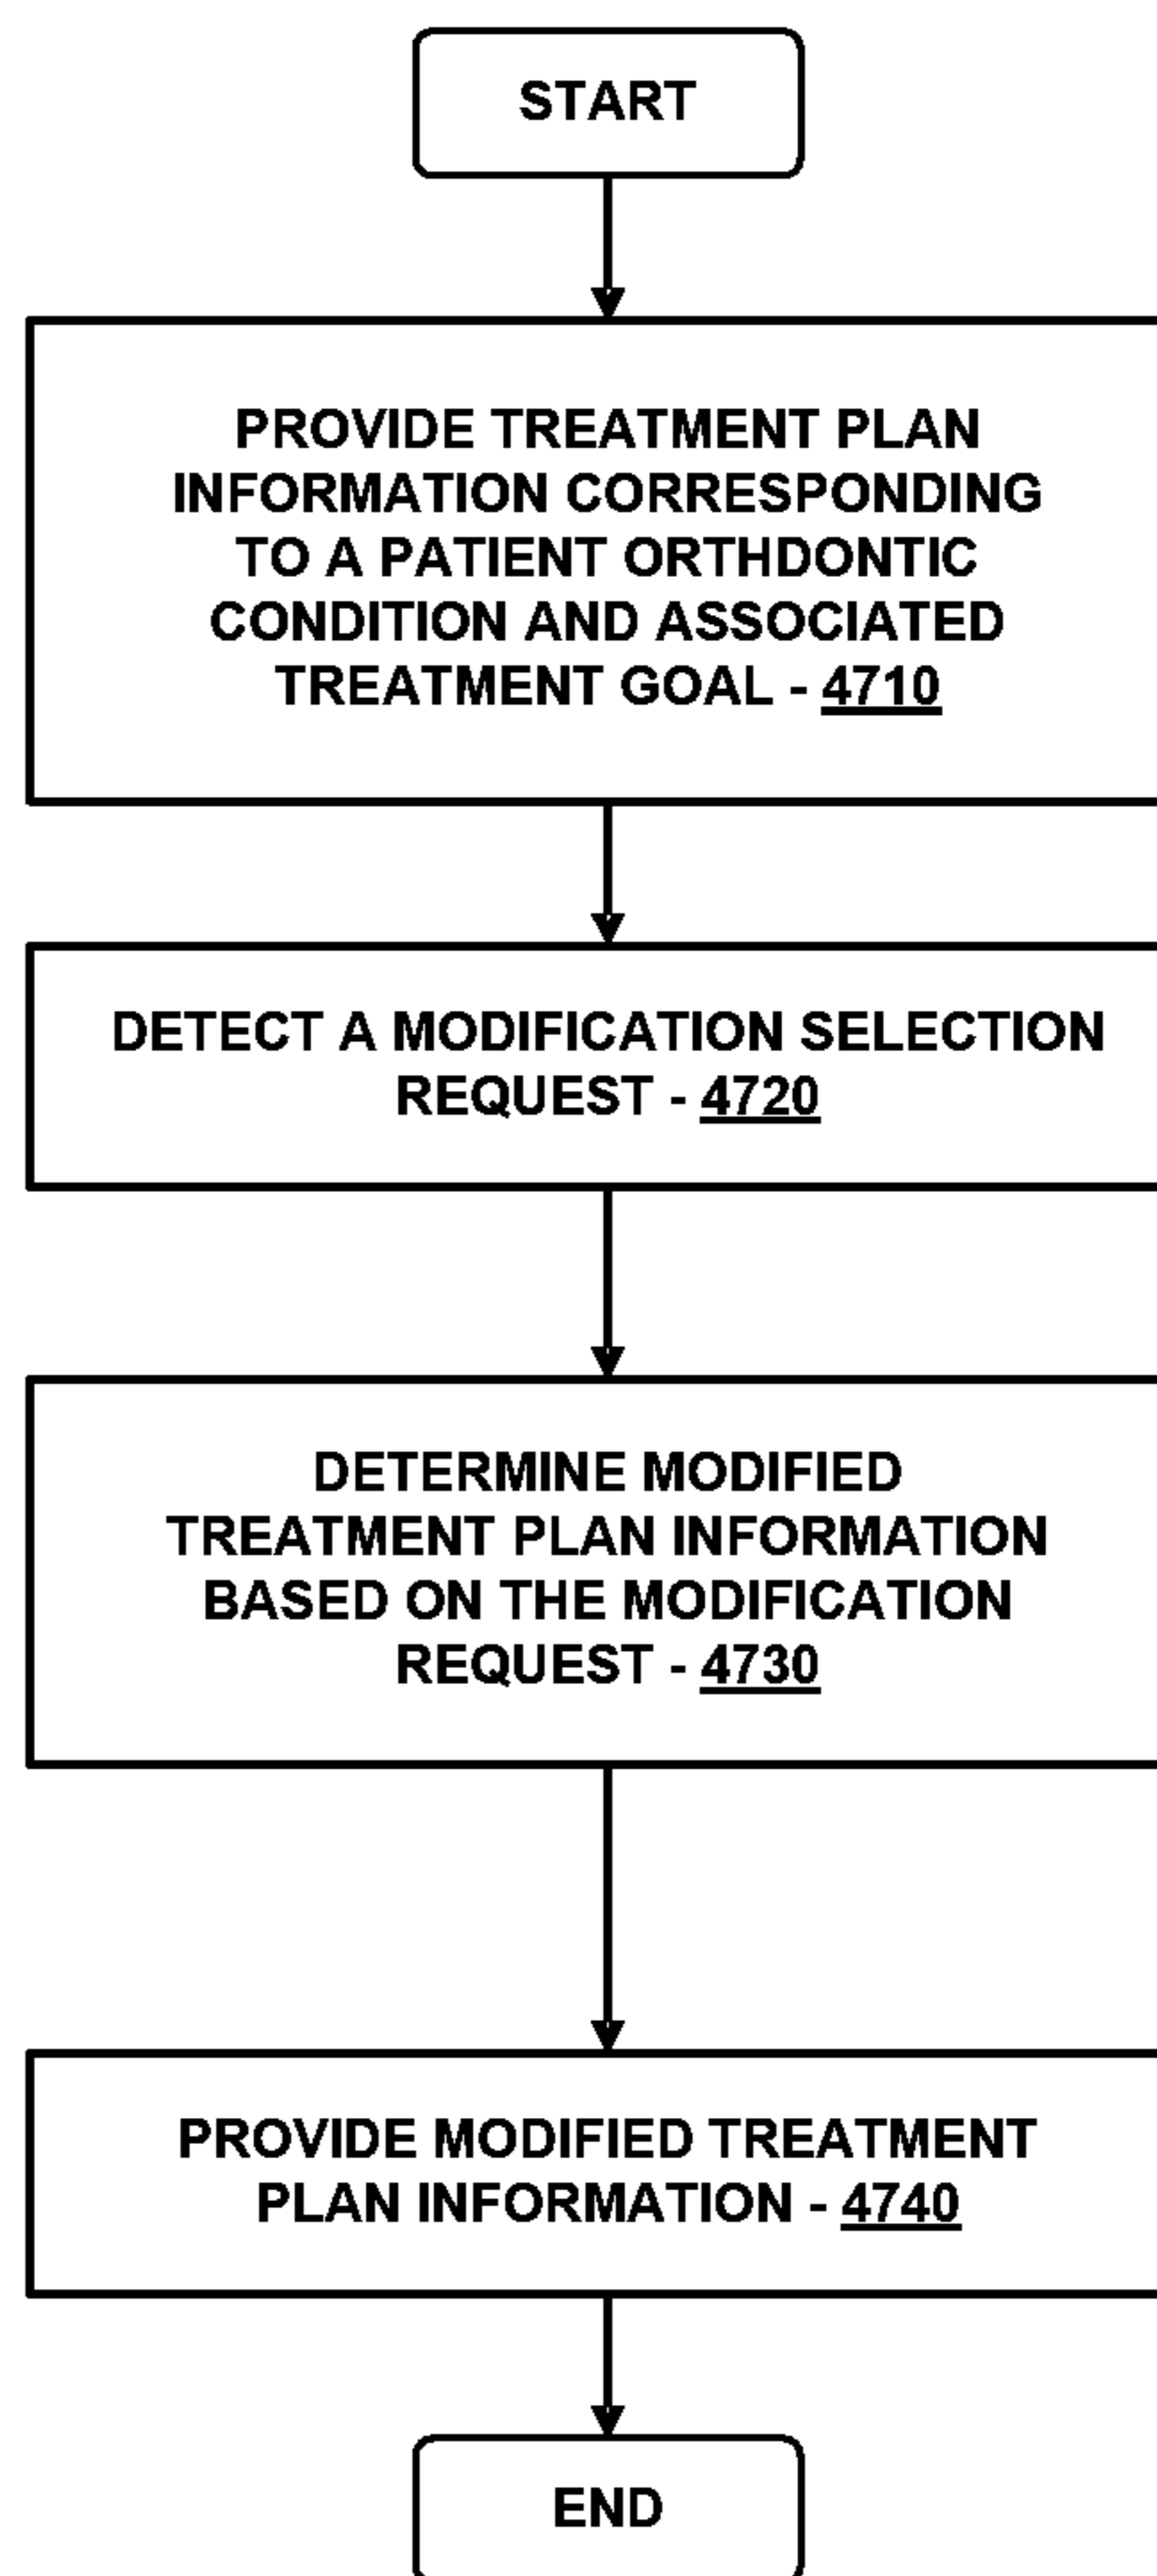 START
PROVIDE TREATMENT PLAN
INFORMATION CORRESPONDING
TO A PATIENT ORTHDONTIC
CONDITION AND ASSOCIATED
TREATMENT GOAL - 4710
DETECT A MODIFICATION SELECTION
REQUEST - 4720
DETERMINE MODIFIED
TREATMENT PLAN INFORMATION
BASED ON THE MODIFICATION
REQUEST - 4730
PROVIDE MODIFIED TREATMENT
PLAN INFORMATION - 4740
END